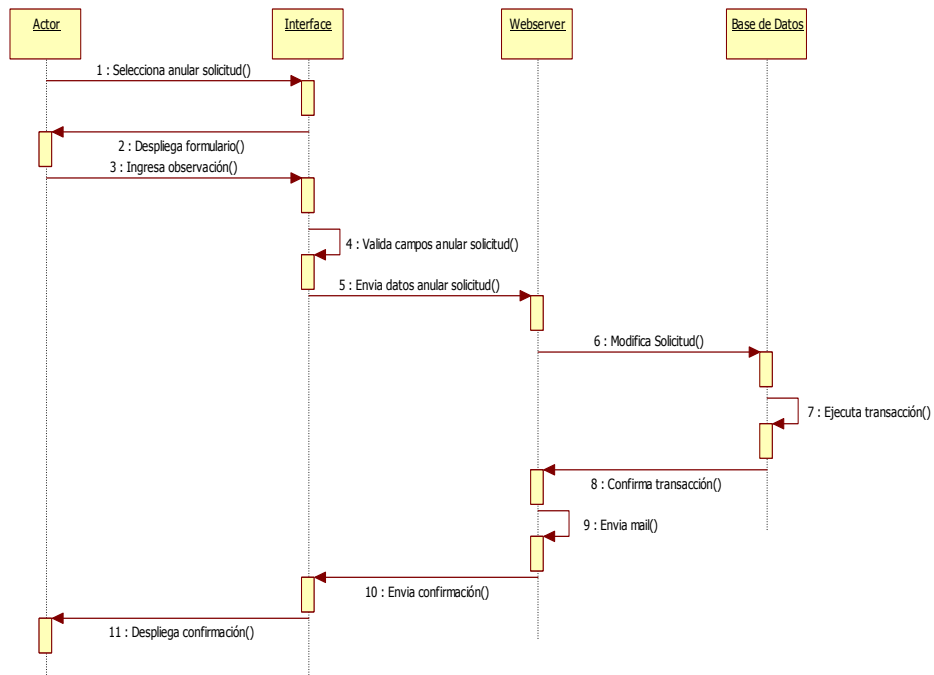 Actor
Interface
Webserver
Base de Datos
1 : Selecciona anular solicitud()
2 : Despliega formulario()
3 : Ingresa observación()
4 : Valida campos anular solicitud()
5 : Envia datos anular solicitud()
6 : Modifica Solicitud()
7 : Ejecuta transacción()
8 : Confirma transacción()
9 : Envia mail()
10 : Envia confirmación()
11 : Despliega confirmación()